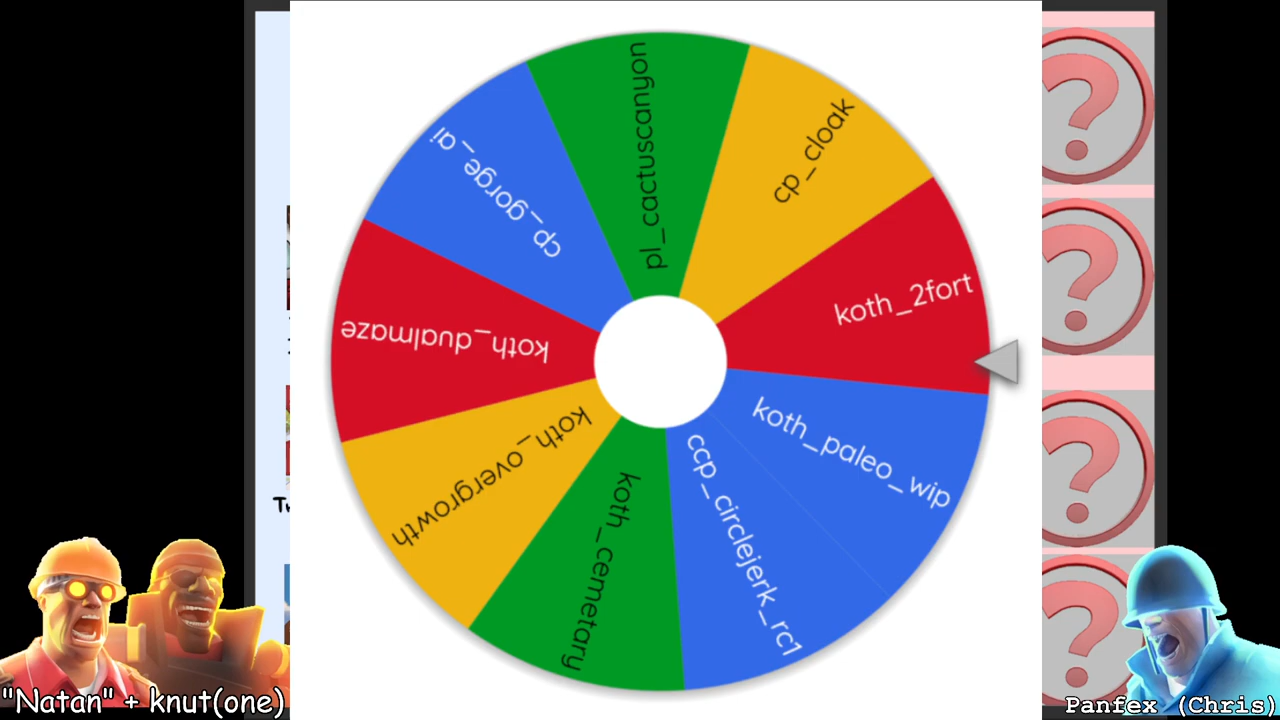 pl_cactuscanyon
cp_cloak
koth_2fort
koth_paleo_wip
ccp_circlejerk_rc1
koth_cemetary
koth_overgrowth
koth_dualmaze
cp_gorge_ai
"Natan" + knut(one)
Panfex (Chris)